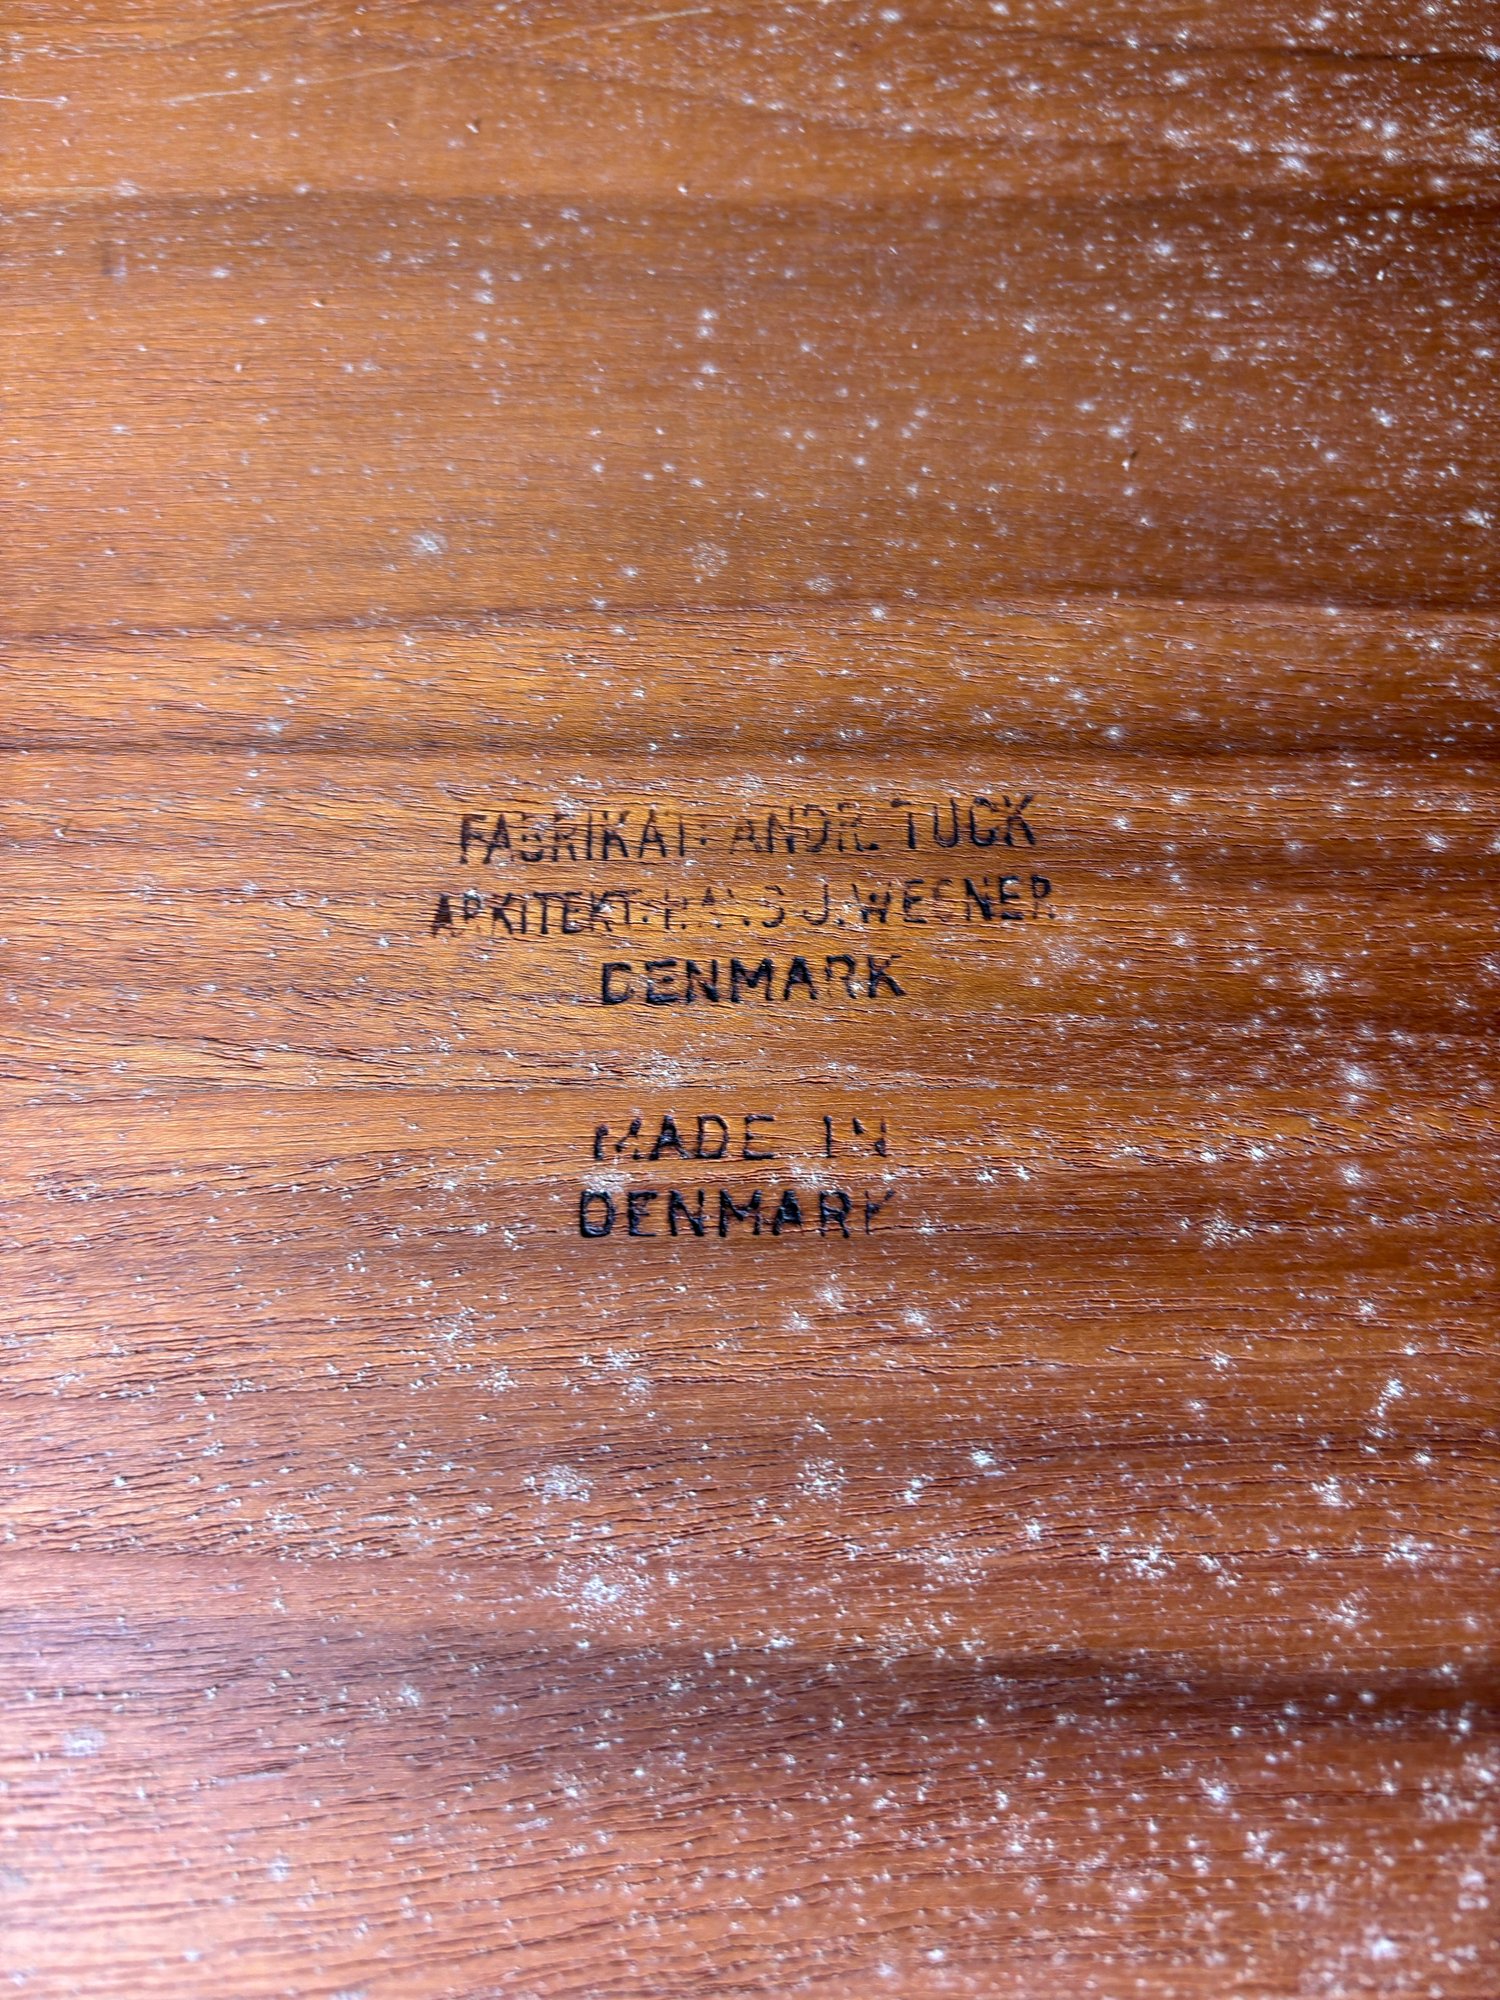 FABRIKAT: ANDR. TUCK
ARKITEKT: HANS J. WEGNER
DENMARK
MADE IN
DENMARK